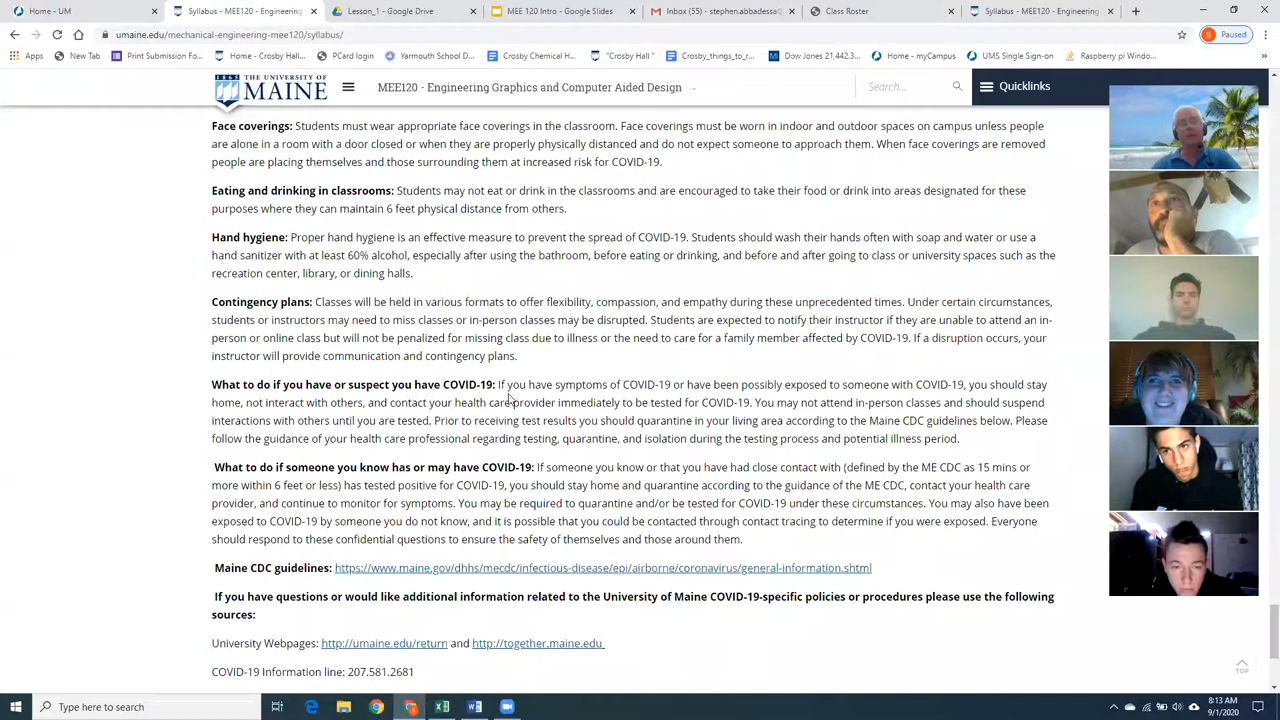 Home - UM
Syllabus - MEE120 - Engineering
Lesson_1 - Google Drive
MEE 120 Intro - Google Slides
Inbox (55) - stephen.abbadessa@
Class Roster
Syllabus - MEE120 - Engineering
umaine.edu/mechanical-engineering-mee120/syllabus/
S Paused
Apps New Tab Print Submission Fo... Home - Crosby Hall... PCard login Yarmouth School D... Crosby Chemical H... "Crosby Hall" Crosby_things_to_r... Dow Jones 21,442.3... Home - myCampus UMS Single Sign-on Raspberry pi Windo...
1865 THE UNIVERSITY OF
MAINE
MEE120 - Engineering Graphics and Computer Aided Design
Search...
Quicklinks
Face coverings: Students must wear appropriate face coverings in the classroom. Face coverings must be worn in indoor and outdoor spaces on campus unless people
are alone in a room with a door closed or when they are properly physically distanced and do not expect someone to approach them. When face coverings are removed
people are placing themselves and those surrounding them at increased risk for COVID-19.
Eating and drinking in classrooms: Students may not eat or drink in the classrooms and are encouraged to take their food or drink into areas designated for these
purposes where they can maintain 6 feet physical distance from others.
Hand hygiene: Proper hand hygiene is an effective measure to prevent the spread of COVID-19. Students should wash their hands often with soap and water or use a
hand sanitizer with at least 60% alcohol, especially after using the bathroom, before eating or drinking, and before and after going to class or university spaces such as the
recreation center, library, or dining halls.
Contingency plans: Classes will be held in various formats to offer flexibility, compassion, and empathy during these unprecedented times. Under certain circumstances,
students or instructors may need to miss classes or in-person classes may be disrupted. Students are expected to notify their instructor if they are unable to attend an in-
person or online class but will not be penalized for missing class due to illness or the need to care for a family member affected by COVID-19. If a disruption occurs, your
instructor will provide communication and contingency plans.
What to do if you have or suspect you have COVID-19: If you have symptoms of COVID-19 or have been possibly exposed to someone with COVID-19, you should stay
home, not interact with others, and contact your health care provider immediately to be tested for COVID-19. You may not attend in-person classes and should suspend
interactions with others until you are tested. Prior to receiving test results you should quarantine in your living area according to the Maine CDC guidelines below. Please
follow the guidance of your health care professional regarding testing, quarantine, and isolation during the testing process and potential illness period.
What to do if someone you know has or may have COVID-19: If someone you know or that you have had close contact with (defined by the ME CDC as 15 mins or
more within 6 feet or less) has tested positive for COVID-19, you should stay home and quarantine according to the guidance of the ME CDC, contact your health care
provider, and continue to monitor for symptoms. You may be required to quarantine and/or be tested for COVID-19 under these circumstances. You may also have been
exposed to COVID-19 by someone you do not know, and it is possible that you could be contacted through contact tracing to determine if you were exposed. Everyone
should respond to these confidential questions to ensure the safety of themselves and those around them.
Maine CDC guidelines: https://www.maine.gov/dhhs/mecdc/infectious-disease/epi/airborne/coronavirus/general-information.shtml
If you have questions or would like additional information related to the University of Maine COVID-19-specific policies or procedures please use the following
sources:
University Webpages: http://umaine.edu/return and http://together.maine.edu
COVID-19 Information line: 207.581.2681
TOP
Type here to search
8:13 AM
9/1/2020